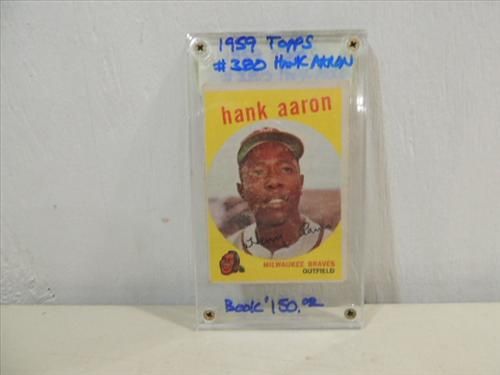 1959 Topps
#380 Hank Aaron
hank aaron
MILWAUKEE BRAVES
OUTFIELD
Book $150.00